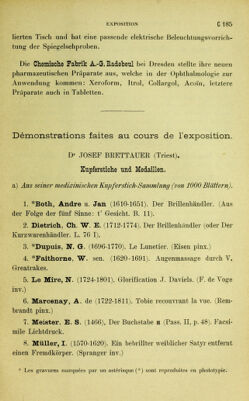 EXPOSITION C 185
lierten Tisch und hat eine passende elektrische Beleuchtungsvorrich-
tung der Spiegelsehproben.
Die Chemische Fabrik A.-G. Radebeul bei Dresden stellte ihre neuen
pharmazeutischen Präparate aus, welche in der Ophthalmologie zur
Anwendung kommen: Xeroform, Itrol, Collargol, Acoïn, letztere
Präparate auch in Tabletten.
Démonstrations faites au cours de l'exposition.
Dr JOSEF BRETTAUER (Triest).
Kupferstiche und Medaillen.
a) Aus seiner medizinischen Kupferstich-Sammlung (von 1000 Blättern).
1. *Both, Andre s. Jan (1610-1651). Der Brillenhändler. (Aus
der Folge der fünf Sinne: t' Gesicht. B. 11).
2. Dietrich, Ch. W. E. (1712-1774). Der Brillenhändler (oder Der
Kurzwarenhändler). L. 76 I).
3. *Dupuis, N. G. (1696-1770). Le Lunetier. (Eisen pinx.)
4. *Faithorne, W. sen. (1620-1691). Augenmassage durch V.
Greatrakes.
5. Le Mire, N. (1724-1801). Glorification J. Daviels. (F. de Voge
inv.)
6. Marcenay, A. de (1722-1811). Tobie recouvrant la vue. (Rem-
brandt pinx.)
7. Meister, E. S. (1466), Der Buchstabe (Pass. II, p. 48). Facsi-
mile Lichtdruck.
8. Müller, I. (1570-1620). Ein bebrillter weiblicher Satyr entfernt
einen Fremdkörper. (Spranger inv.)
* Les gravures marquées par un astérisque (*) sont reproduites en phototypie.